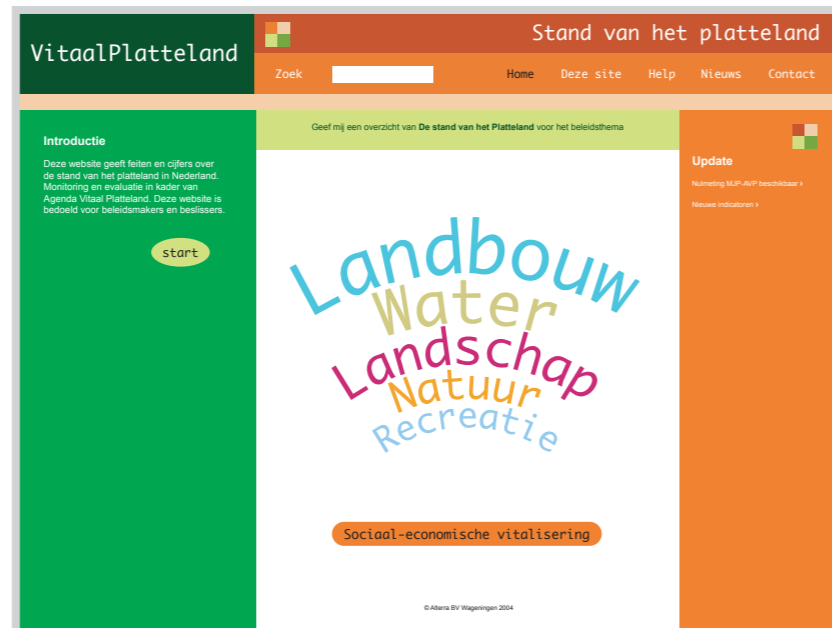 VitaalPlatteland
Stand van het platteland
Zoek
Home Deze site Help Nieuws Contact
Introductie
Deze website geeft feiten en cijfers over
de stand van het platteland in Nederland.
Monitoring en evaluatie in kader van
Agenda Vitaal Platteland. Deze website is
bedoeld voor beleidsmakers en beslissers.
start
Geef mij een overzicht van De stand van het Platteland voor het beleidsthema
Landbouw
Water
Landschap
Natuur
Recreatie
Sociaal-economische vitalisering
© Alterra BV Wageningen 2004
Update
Nulmeting MJP-AVP beschikbaar ›
Nieuwe indicatoren ›